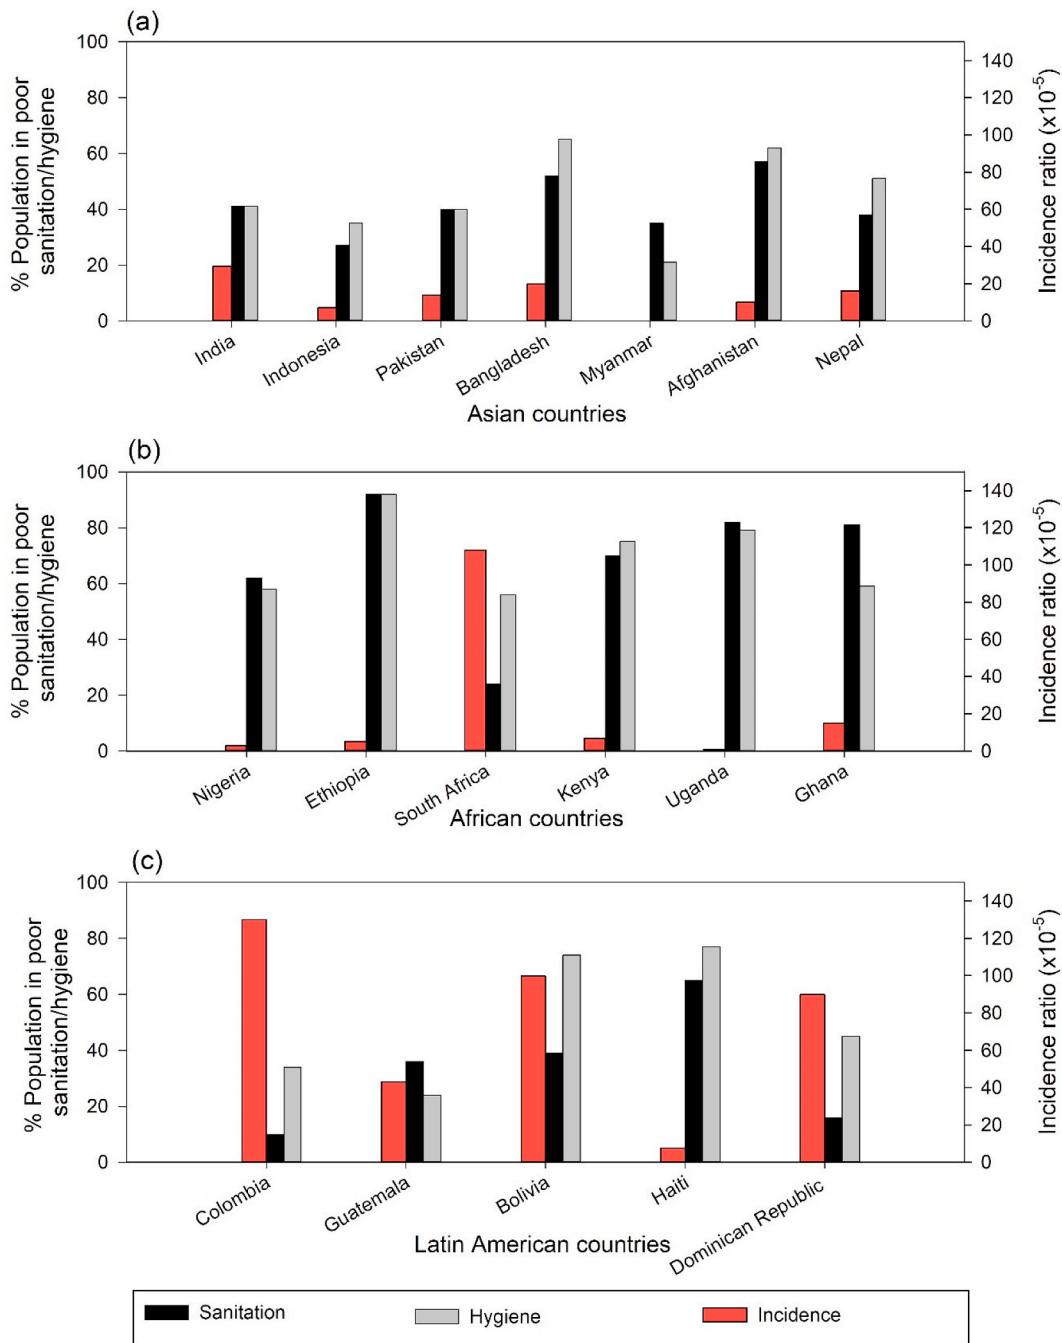 (a)
% Population in poor
sanitation/hygiene
100
80
60
40
20
0
140
120
100
80
60
40
20
0
Incidence ratio (x10⁻⁵)
India
Indonesia
Pakistan
Bangladesh
Myanmar
Afghanistan
Nepal
Asian countries
(b)
% Population in poor
sanitation/hygiene
100
80
60
40
20
0
140
120
100
80
60
40
20
0
Incidence ratio (x10⁻⁵)
Nigeria
Ethiopia
South Africa
Kenya
Uganda
Ghana
African countries
(c)
% Population in poor
sanitation/hygiene
100
80
60
40
20
0
140
120
100
80
60
40
20
0
Incidence ratio (x10⁻⁵)
Colombia
Guatemala
Bolivia
Haiti
Dominican Republic
Latin American countries
Sanitation
Hygiene
Incidence